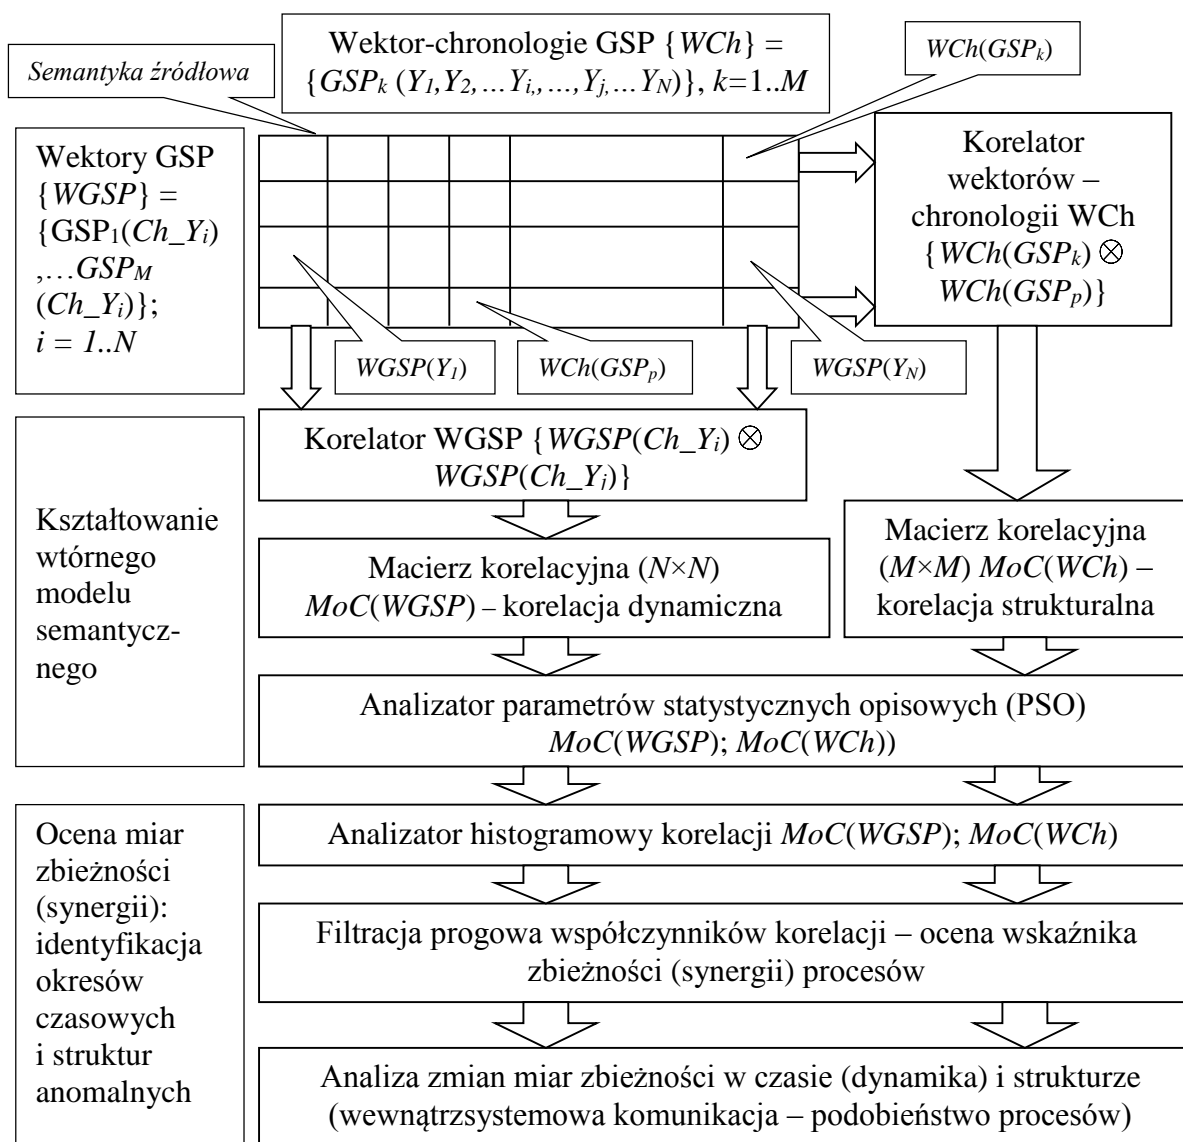 Wektor-chronologie GSP {WCh} =
{GSPk (Y1,Y2,…Yi,,…,Yj,…YN)}, k=1..M
WCh(GSPk)
Semantyka źródłowa
Wektory GSP
{WGSP} =
{GSP1(Ch_Yi)
,…GSPM
(Ch_Yi)};
i = 1..N
Korelator
wektorów –
chronologii WCh
{WCh(GSPk) ⊗
WCh(GSPp)}
WGSP(Y1)
WCh(GSPp)
WGSP(YN)
Korelator WGSP {WGSP(Ch_Yi) ⊗
WGSP(Ch_Yj)}
Kształtowanie
wtórnego
modelu
semantycz-
nego
Macierz korelacyjna (N×N)
MoC(WGSP) – korelacja dynamiczna
Macierz korelacyjna
(M×M) MoC(WCh) –
korelacja strukturalna
Analizator parametrów statystycznych opisowych (PSO)
MoC(WGSP); MoC(WCh))
Ocena miar
zbieżności
(synergii):
identyfikacja
okresów
czasowych
i struktur
anomalnych
Analizator histogramowy korelacji MoC(WGSP); MoC(WCh)
Filtracja progowa współczynników korelacji – ocena wskaźnika
zbieżności (synergii) procesów
Analiza zmian miar zbieżności w czasie (dynamika) i strukturze
(wewnątrzsystemowa komunikacja – podobieństwo procesów)